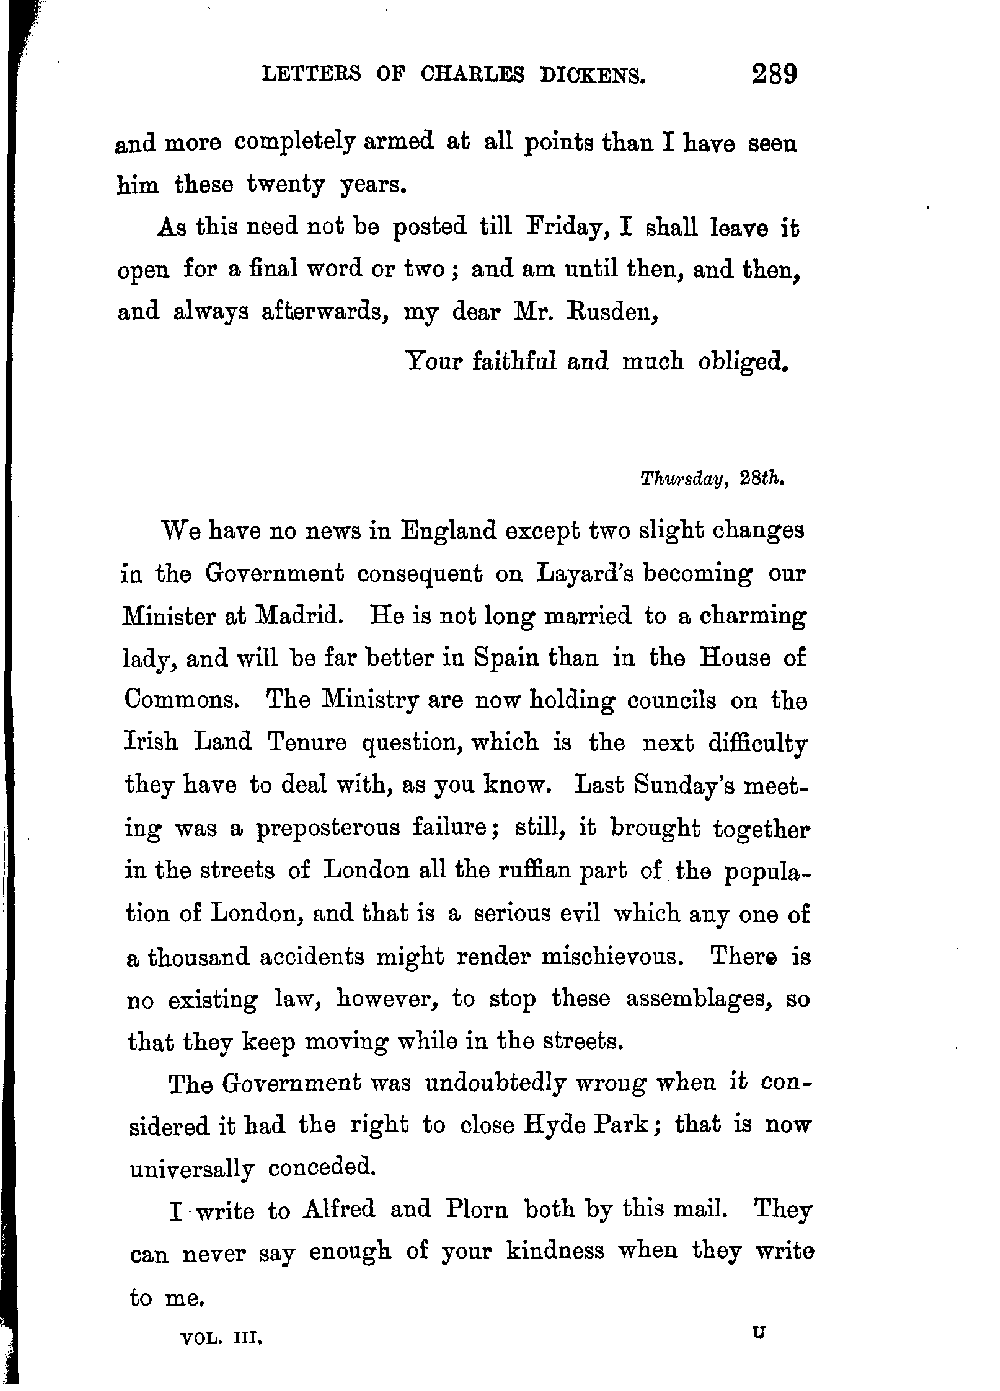 LETTERS OF CHARLES DICKENS. 289
and more completely armed at all points than I have seen
him these twenty years.
As this need not be posted till Friday, I shall leave it
open for a final word or two; and am until then, and then,
and always afterwards, my dear Mr. Rusden,
Your faithful and much obliged.
Thursday, 28th.
We have no news in England except two slight changes
in the Government consequent on Layard's becoming our
Minister at Madrid. He is not long married to a charming
lady, and will be far better in Spain than in the House of
Commons. The Ministry are now holding councils on the
Irish Land Tenure question, which is the next difficulty
they have to deal with, as you know. Last Sunday's meet-
ing was a preposterous failure; still, it brought together
in the streets of London all the ruffian part of the popula-
tion of London, and that is a serious evil which any one of
a thousand accidents might render mischievous. There is
no existing law, however, to stop these assemblages, so
that they keep moving while in the streets.
The Government was undoubtedly wrong when it con-
sidered it had the right to close Hyde Park; that is now
universally conceded.
I write to Alfred and Plorn both by this mail. They
can never say enough of your kindness when they write
to me.
VOL. III. U